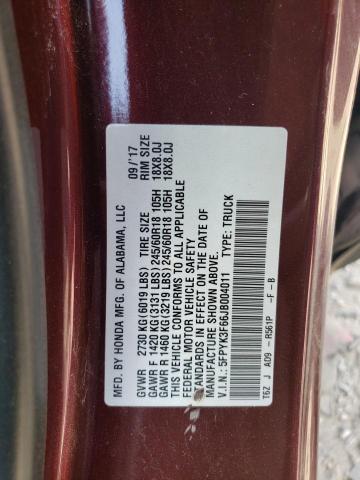 MFD. BY HONDA MFG. OF ALABAMA, LLC 09/'17
GVWR 2730 KG(6019 LBS) TIRE SIZE RIM SIZE
GAWR F 1420 KG(3131 LBS) 245/60R18 105H 18X8.0J
GAWR R 1460 KG(3219 LBS) 245/60R18 105H 18X8.0J
THIS VEHICLE CONFORMS TO ALL APPLICABLE
FEDERAL MOTOR VEHICLE SAFETY
STANDARDS IN EFFECT ON THE DATE OF
MANUFACTURE SHOWN ABOVE.
V.I.N.: 5FPYK3F66JB004011 TYPE: TRUCK
T6Z J A09 - R561P -F -B